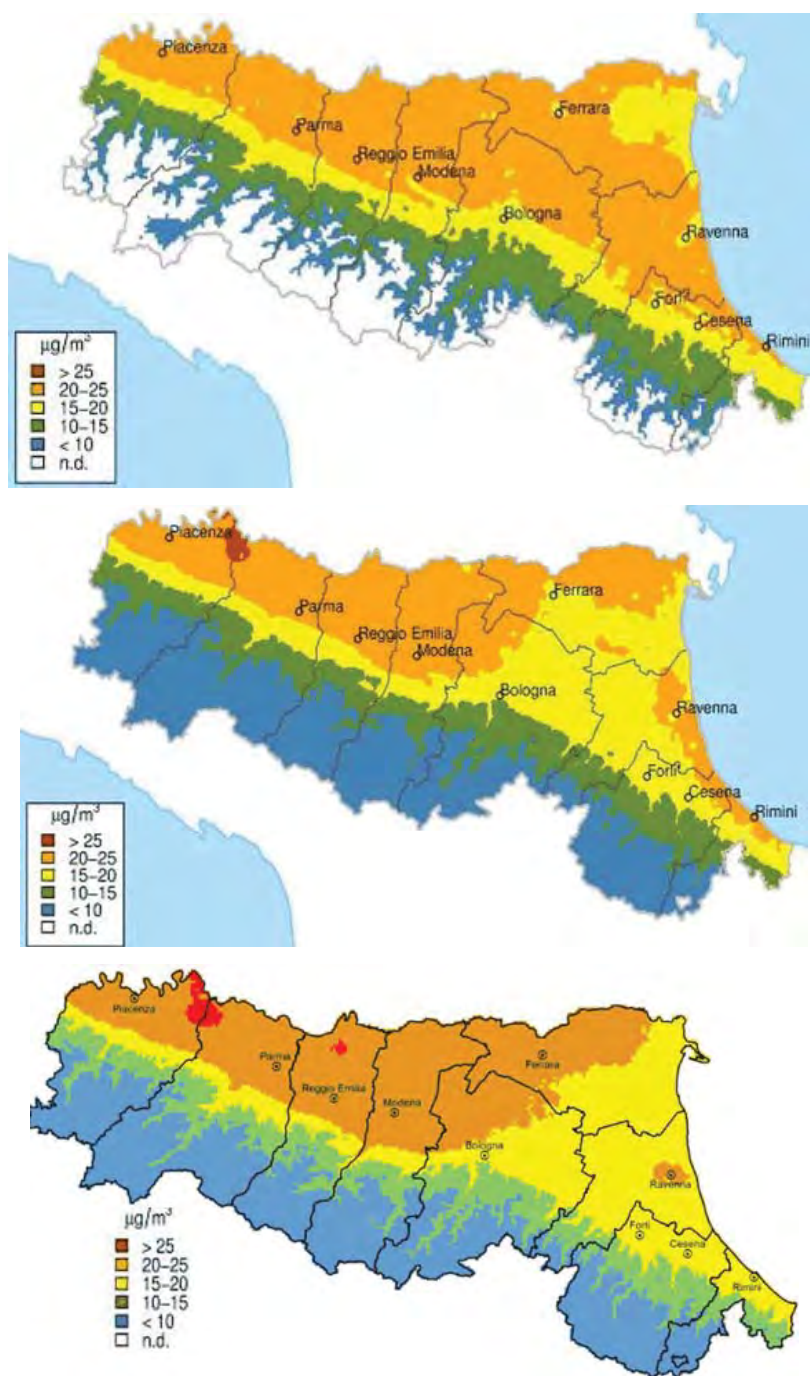 Piacenza
Ferrara
Parma
Reggio Emilia
Modena
Bologna
Ravenna
Forlì
Cesena
Rimini
µg/m³
> 25
20–25
15–20
10–15
< 10
n.d.
Piacenza
Ferrara
Parma
Reggio Emilia
Modena
Bologna
Ravenna
Forlì
Cesena
Rimini
µg/m³
> 25
20–25
15–20
10–15
< 10
n.d.
Piacenza
Ferrara
Parma
Reggio Emilia
Modena
Bologna
Ravenna
Forlì
Cesena
Rimini
µg/m³
> 25
20–25
15–20
10–15
< 10
n.d.